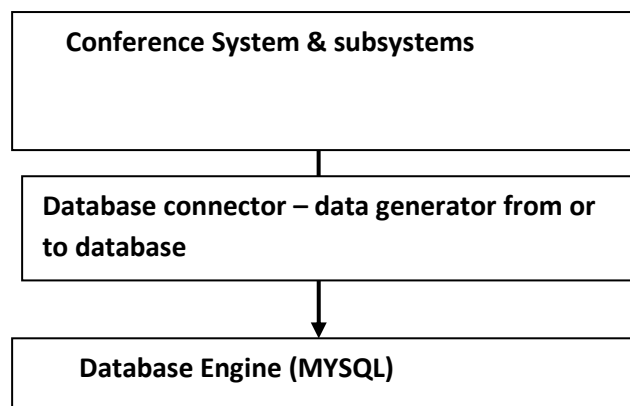 Conference System & subsystems
Database connector – data generator from or
to database
Database Engine (MYSQL)